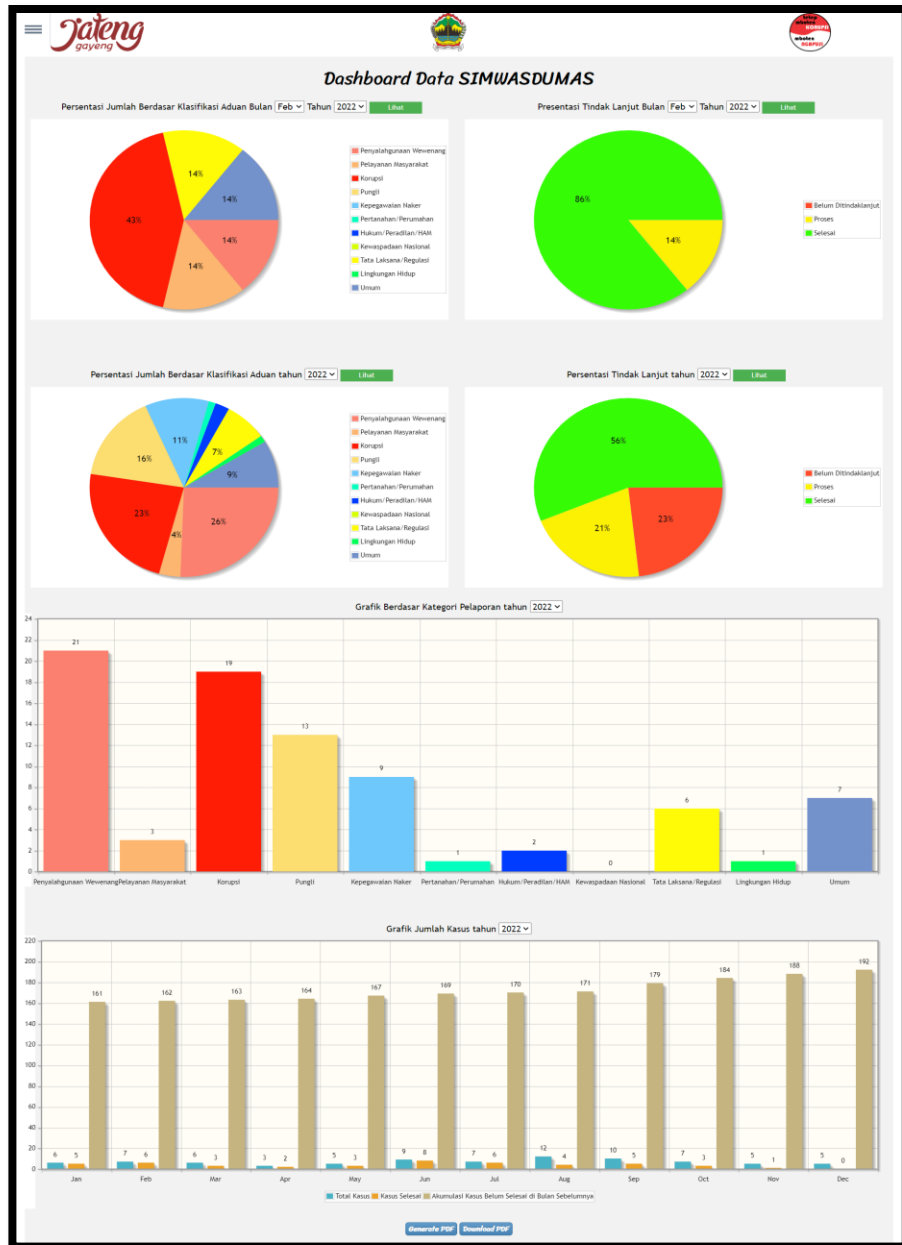 Jateng
gayeng
tetep
mboten
KORUPSI
mboten
NGAPUSI
Dashboard Data SIMWASDUMAS
Persentasi Jumlah Berdasar Klasifikasi Aduan Bulan Feb Tahun 2022 Lihat
Presentasi Tindak Lanjut Bulan Feb Tahun 2022 Lihat
14%
14%
43%
14%
14%
Penyalahgunaan Wewenang
Pelayanan Masyarakat
Korupsi
Pungli
Kepegawaian Naker
Pertanahan/Perumahan
Hukum/Peradilan/HAM
Kewaspadaan Nasional
Tata Laksana/Regulasi
Lingkungan Hidup
Umum
86%
14%
Belum Ditindaklanjut
Proses
Selesai
Persentasi Jumlah Berdasar Klasifikasi Aduan tahun 2022 Lihat
Persentasi Tindak Lanjut tahun 2022 Lihat
11%
7%
16%
9%
23%
26%
4%
Penyalahgunaan Wewenang
Pelayanan Masyarakat
Korupsi
Pungli
Kepegawaian Naker
Pertanahan/Perumahan
Hukum/Peradilan/HAM
Kewaspadaan Nasional
Tata Laksana/Regulasi
Lingkungan Hidup
Umum
56%
21%
23%
Belum Ditindaklanjut
Proses
Selesai
Grafik Berdasar Kategori Pelaporan tahun 2022
24
22
20
18
16
14
12
10
8
6
4
2
0
21
3
19
13
9
1
2
0
6
1
7
Penyalahgunaan Wewenang Pelayanan Masyarakat Korupsi Pungli Kepegawaian Naker Pertanahan/Perumahan Hukum/Peradilan/HAM Kewaspadaan Nasional Tata Laksana/Regulasi Lingkungan Hidup Umum
Grafik Jumlah Kasus tahun 2022
220
200
180
160
140
120
100
80
60
40
20
0
6 5 161
7 6 162
6 3 163
3 2 164
5 3 167
9 8 169
7 6 170
12 4 171
10 5 179
7 3 184
5 1 188
5 0 192
Jan Feb Mar Apr May Jun Jul Aug Sep Oct Nov Dec
Total Kasus Kasus Selesai Akumulasi Kasus Belum Selesai di Bulan Sebelumnya
Generate PDF Download PDF